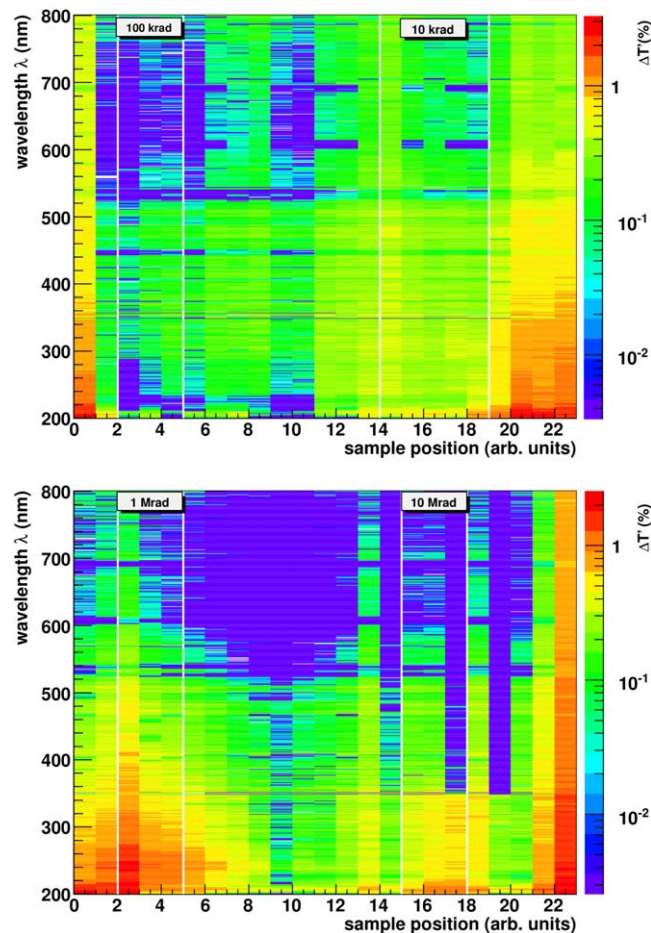 100 krad
10 krad
wavelength λ (nm)
800
700
600
500
400
300
200
0 2 4 6 8 10 12 14 16 18 20 22
sample position (arb. units)
ΔT'(%)
1
10⁻¹
10⁻²
1 Mrad
10 Mrad
wavelength λ (nm)
800
700
600
500
400
300
200
0 2 4 6 8 10 12 14 16 18 20 22
sample position (arb. units)
ΔT' (%)
1
10⁻¹
10⁻²